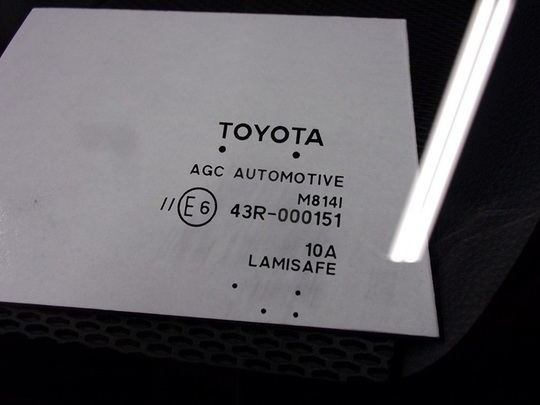 TOYOTA
AGC AUTOMOTIVE
M814I
// E6 43R-000151
10A
LAMISAFE